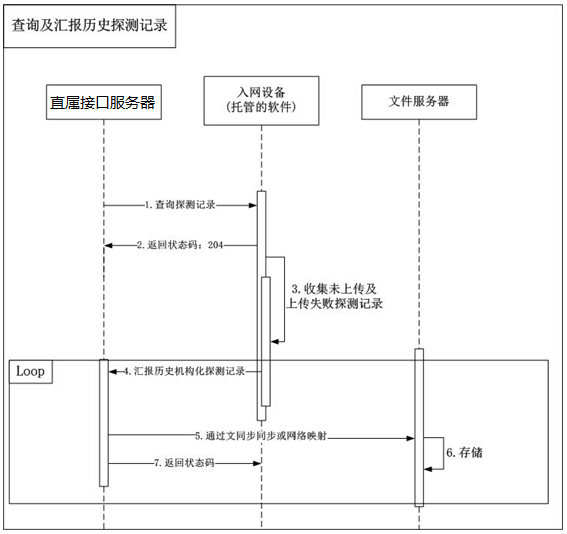 查询及汇报历史探测记录
直属接口服务器
入网设备
(托管的软件)
文件服务器
1.查询探测记录
2.返回状态码：204
3.收集未上传及
上传失败探测记录
Loop
4.汇报历史机构化探测记录
5.通过文同步同步或网络映射
6.存储
7.返回状态码